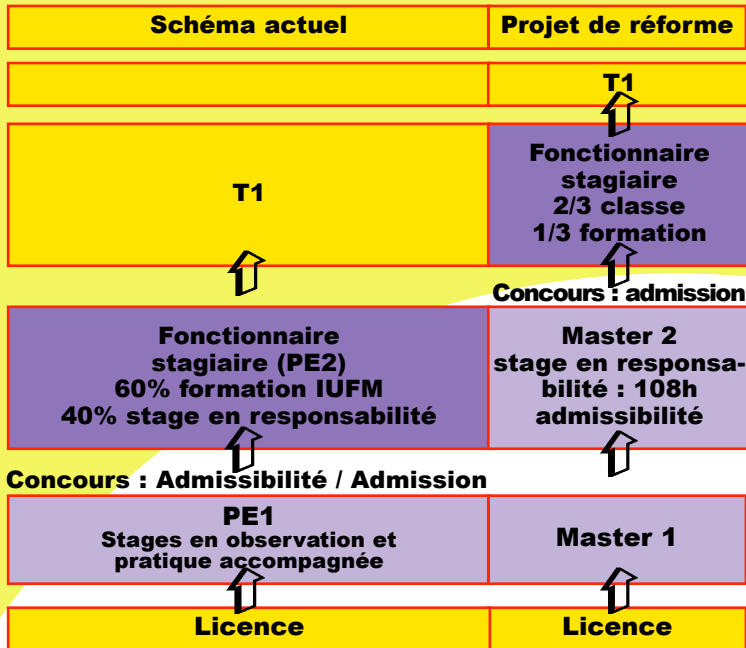 Schéma actuel
Projet de réforme
T1
T1
Fonctionnaire
stagiaire
2/3 classe
1/3 formation
Concours : admission
Fonctionnaire
stagiaire (PE2)
60% formation IUFM
40% stage en responsabilité
Master 2
stage en responsa-
bilité : 108h
admissibilité
Concours : Admissibilité / Admission
PE1
Stages en observation et
pratique accompagnée
Master 1
Licence
Licence